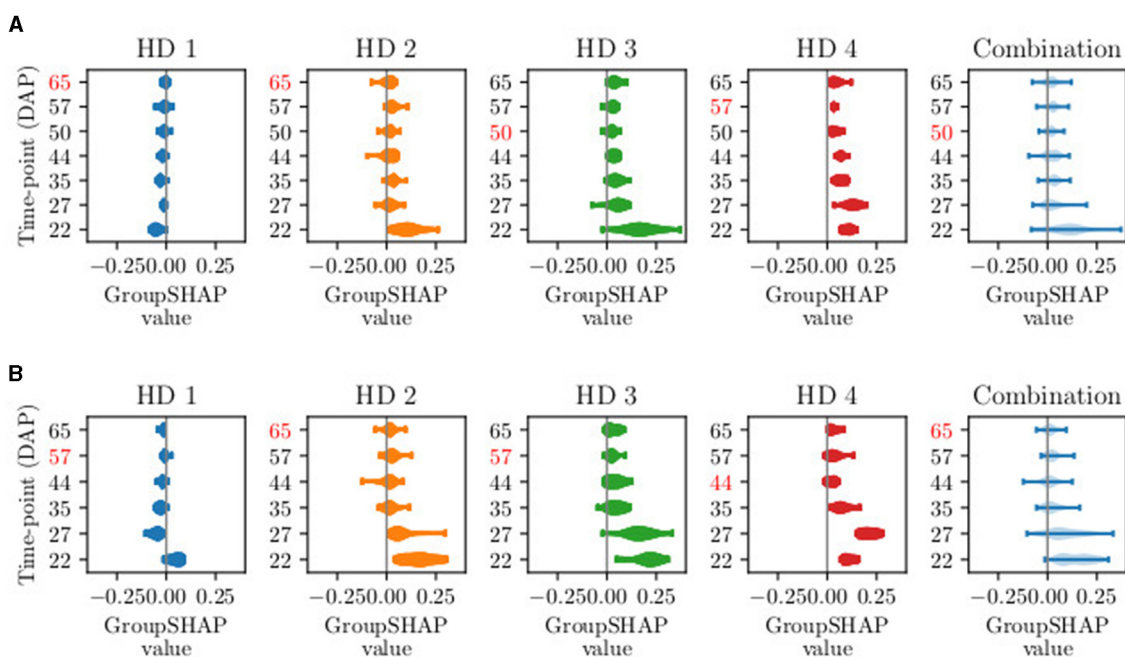 A
HD 1 HD 2 HD 3 HD 4 Combination
Time-point (DAP)
65 65 65 65 65
57 57 57 57 57
50 50 50 50 50
44 44 44 44 44
35 35 35 35 35
27 27 27 27 27
22 22 22 22 22
−0.250.00 0.25 −0.250.00 0.25 −0.250.00 0.25 −0.250.00 0.25 −0.250.00 0.25
GroupSHAP GroupSHAP GroupSHAP GroupSHAP GroupSHAP
value value value value value
B
HD 1 HD 2 HD 3 HD 4 Combination
Time-point (DAP)
65 65 65 65 65
57 57 57 57 57
44 44 44 44 44
35 35 35 35 35
27 27 27 27 27
22 22 22 22 22
−0.250.00 0.25 −0.250.00 0.25 −0.250.00 0.25 −0.250.00 0.25 −0.250.00 0.25
GroupSHAP GroupSHAP GroupSHAP GroupSHAP GroupSHAP
value value value value value